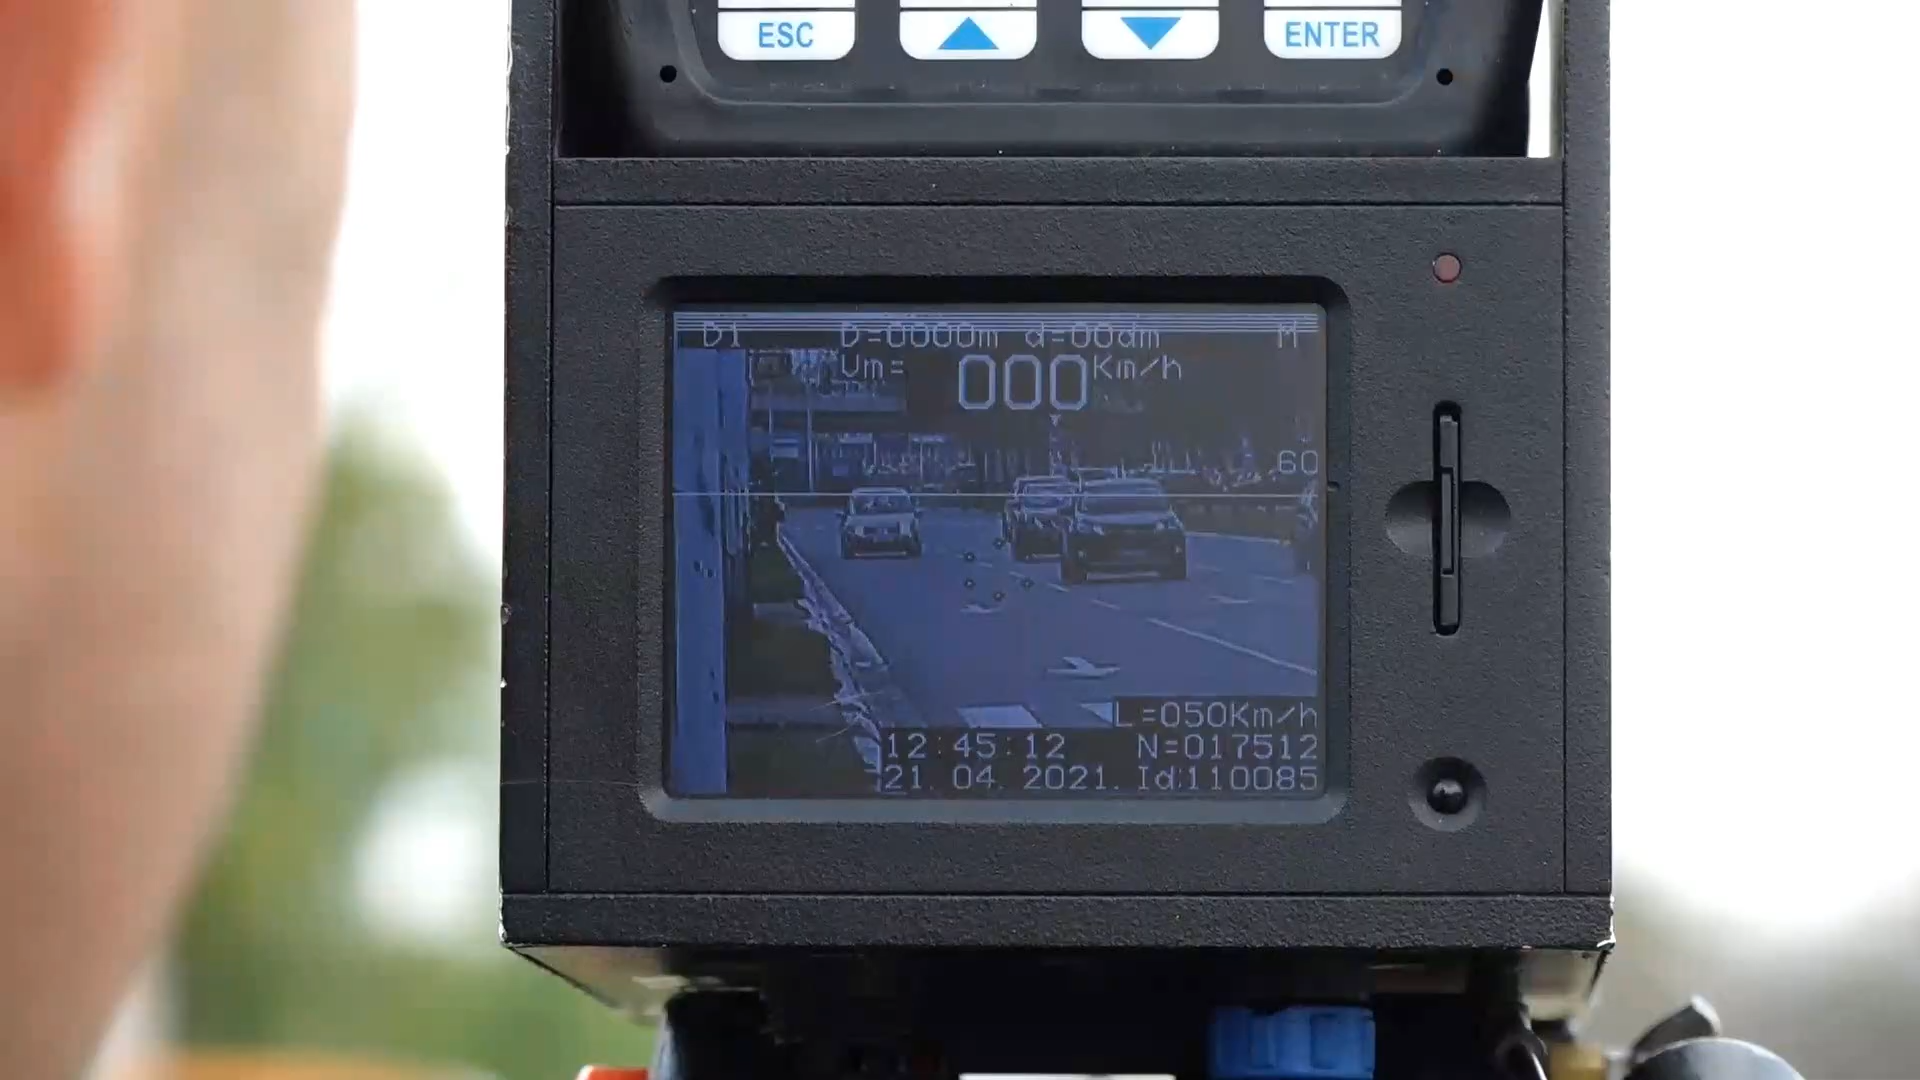 ESC ENTER
D1 D=0000m d=00dm M
Vm= 000 Km/h
60
L=050Km/h
12:45:12 N=017512
21. 04. 2021. Id:110085